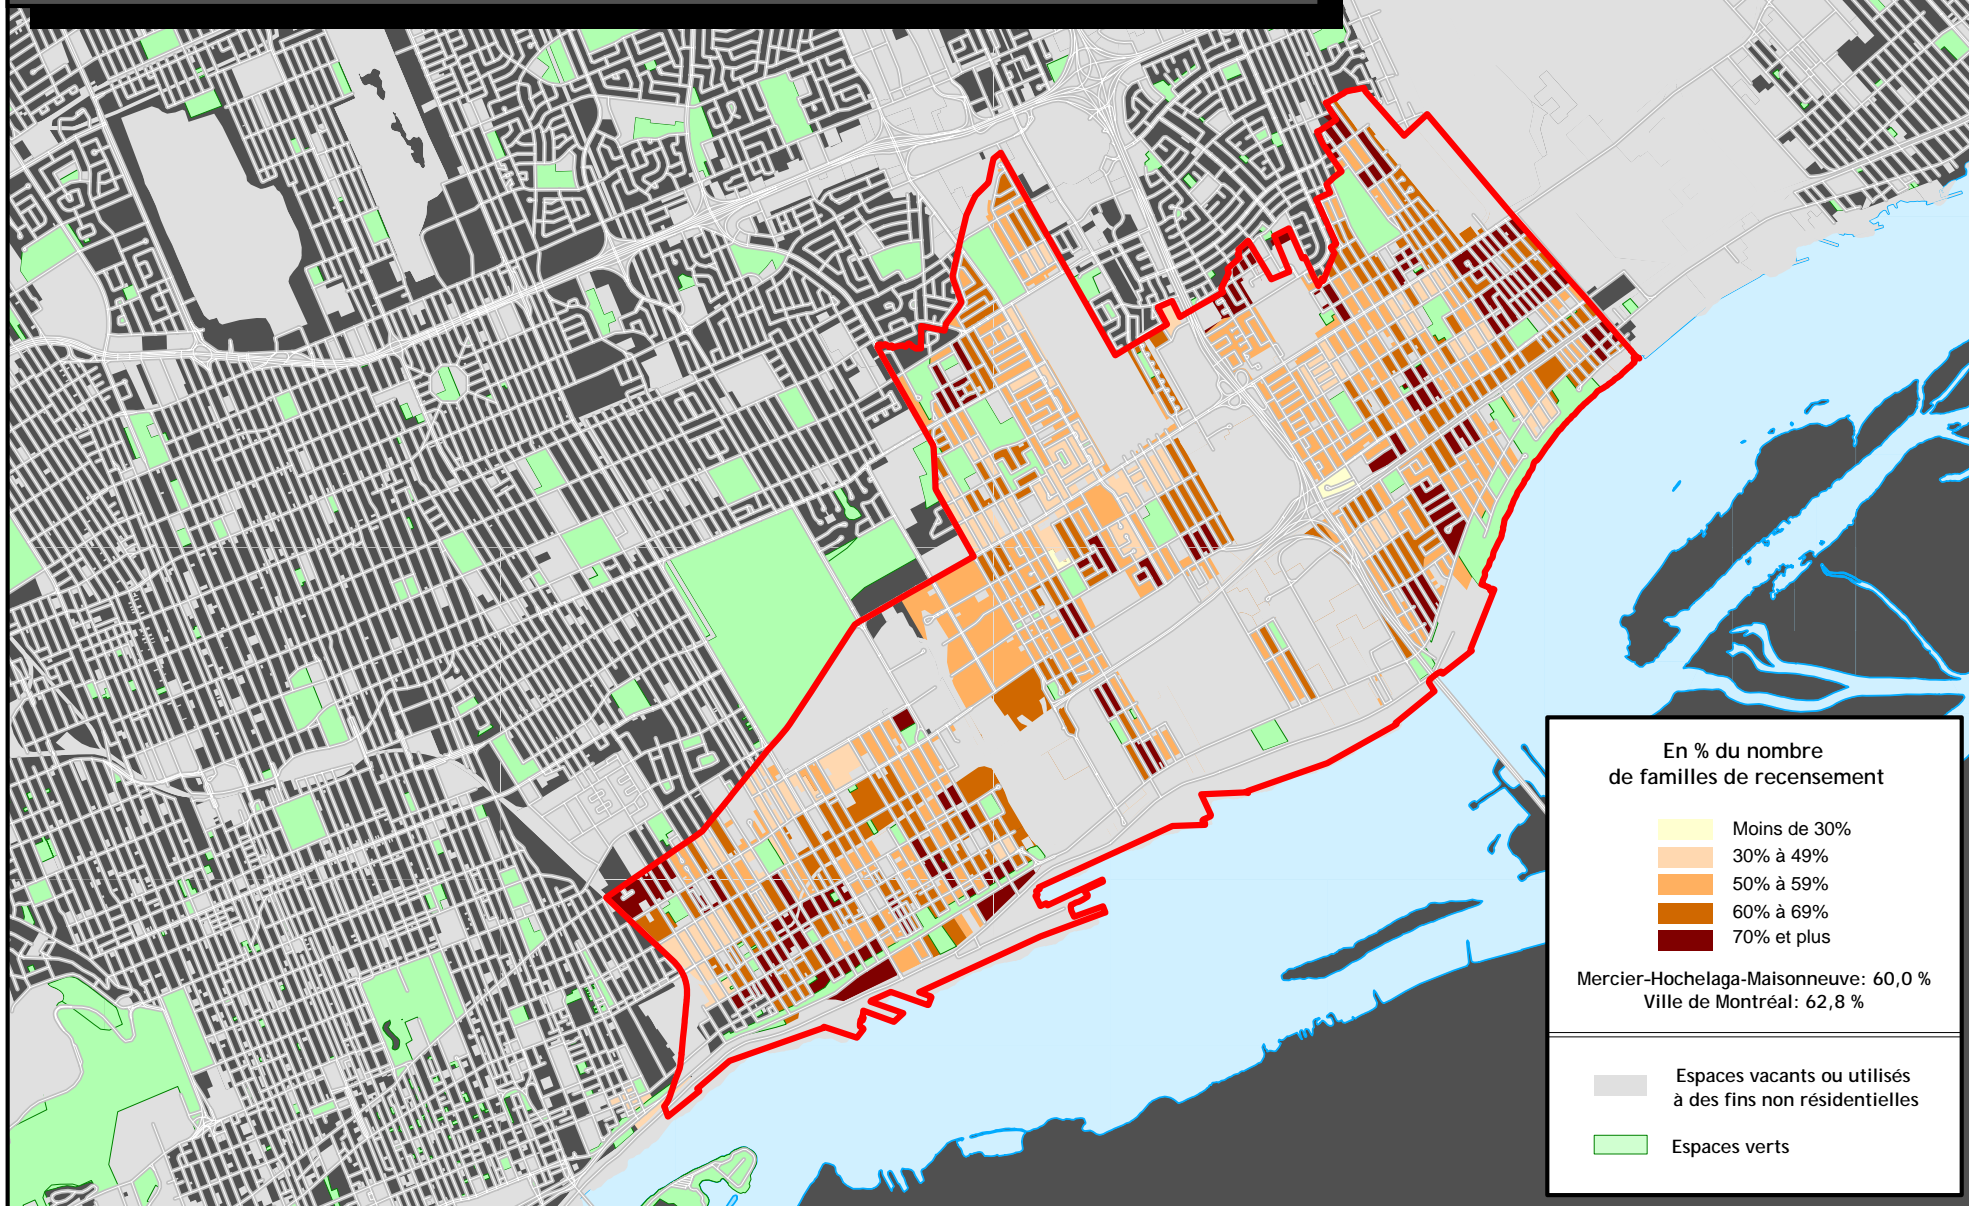 En % du nombre
de familles de recensement
Moins de 30%
30% à 49%
50% à 59%
60% à 69%
70% et plus
Mercier-Hochelaga-Maisonneuve: 60,0 %
Ville de Montréal: 62,8 %
Espaces vacants ou utilisés
à des fins non résidentielles
Espaces verts